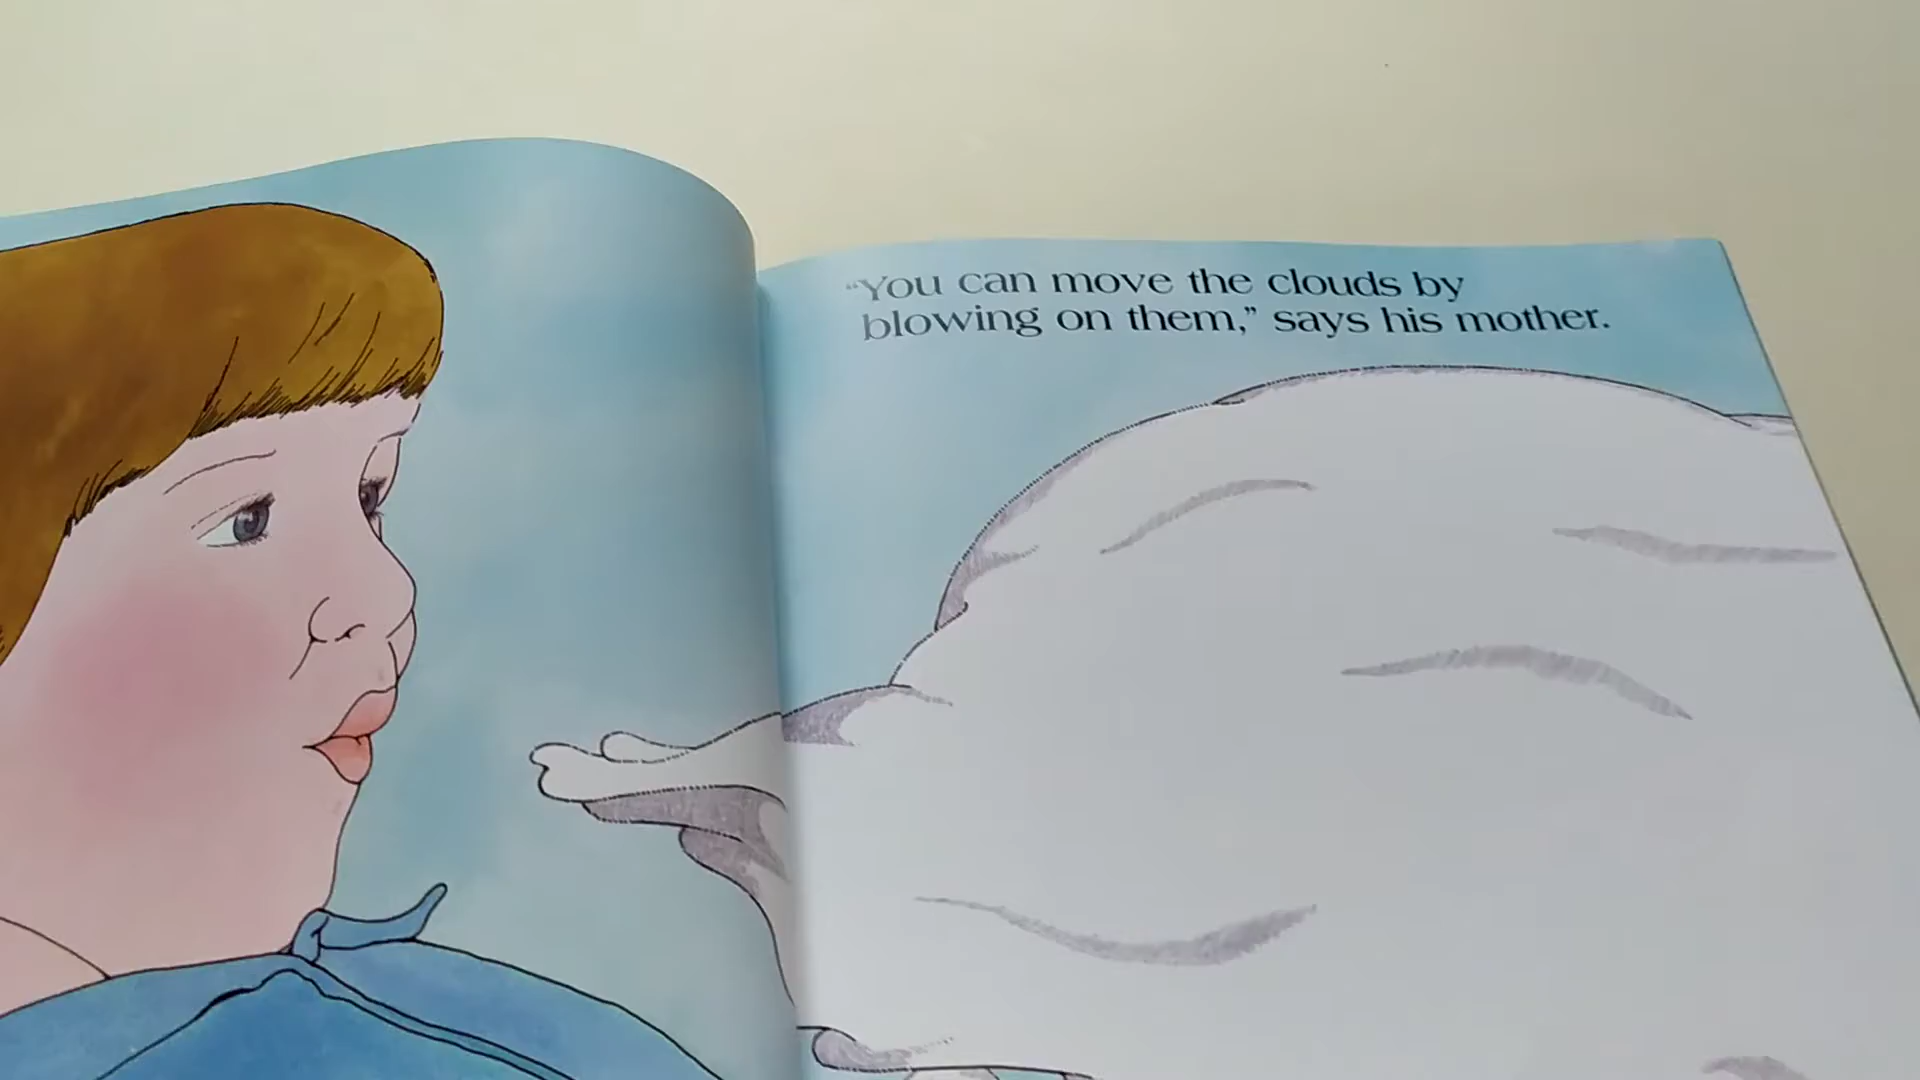 “You can move the clouds by
blowing on them,” says his mother.